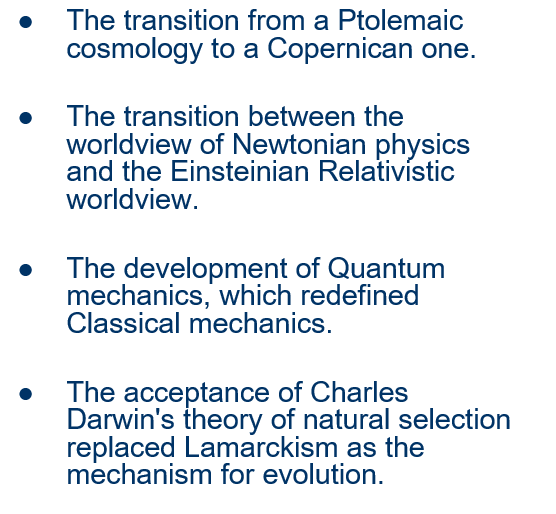 ● The transition from a Ptolemaic
cosmology to a Copernican one.
● The transition between the
worldview of Newtonian physics
and the Einsteinian Relativistic
worldview.
● The development of Quantum
mechanics, which redefined
Classical mechanics.
● The acceptance of Charles
Darwin's theory of natural selection
replaced Lamarckism as the
mechanism for evolution.